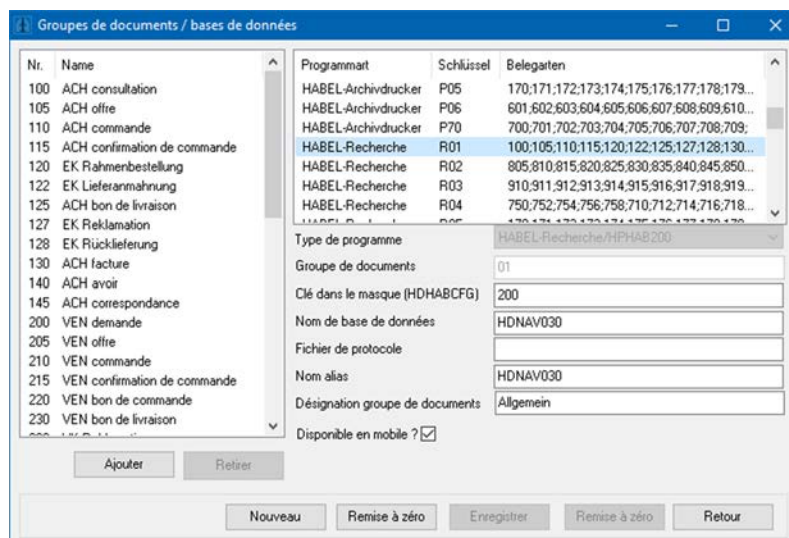 Groupes de documents / bases de données
Nr. Name
100 ACH consultation
105 ACH offre
110 ACH commande
115 ACH confirmation de commande
120 EK Rahmenbestellung
122 EK Lieferanmahnung
125 ACH bon de livraison
127 EK Reklamation
128 EK Rücklieferung
130 ACH facture
140 ACH avoir
145 ACH correspondance
200 VEN demande
205 VEN offre
210 VEN commande
215 VEN confirmation de commande
220 VEN bon de commande
230 VEN bon de livraison
Ajouter Retirer
Programmart Schlüssel Belegarten
HABEL-Archivdrucker P05 170;171;172;173;174;175;176;177;178;179...
HABEL-Archivdrucker P06 601;602;603;604;605;606;607;608;609;610...
HABEL-Archivdrucker P70 700;701;702;703;704;705;706;707;708;709;
HABEL-Recherche R01 100;105;110;115;120;122;125;127;128;130...
HABEL-Recherche R02 805;810;815;820;825;830;835;840;845;850...
HABEL-Recherche R03 910;911;912;913;914;915;916;917;918;919...
HABEL-Recherche R04 750;752;754;756;758;710;712;714;716;718...
Type de programme HABEL-Recherche/HPHAB200
Groupe de documents 01
Clé dans le masque (HDHABCFG) 200
Nom de base de données HDNAV030
Fichier de protocole
Nom alias HDNAV030
Désignation groupe de documents Allgemein
Disponible en mobile ?
Nouveau Remise à zéro Enregistrer Remise à zéro Retour